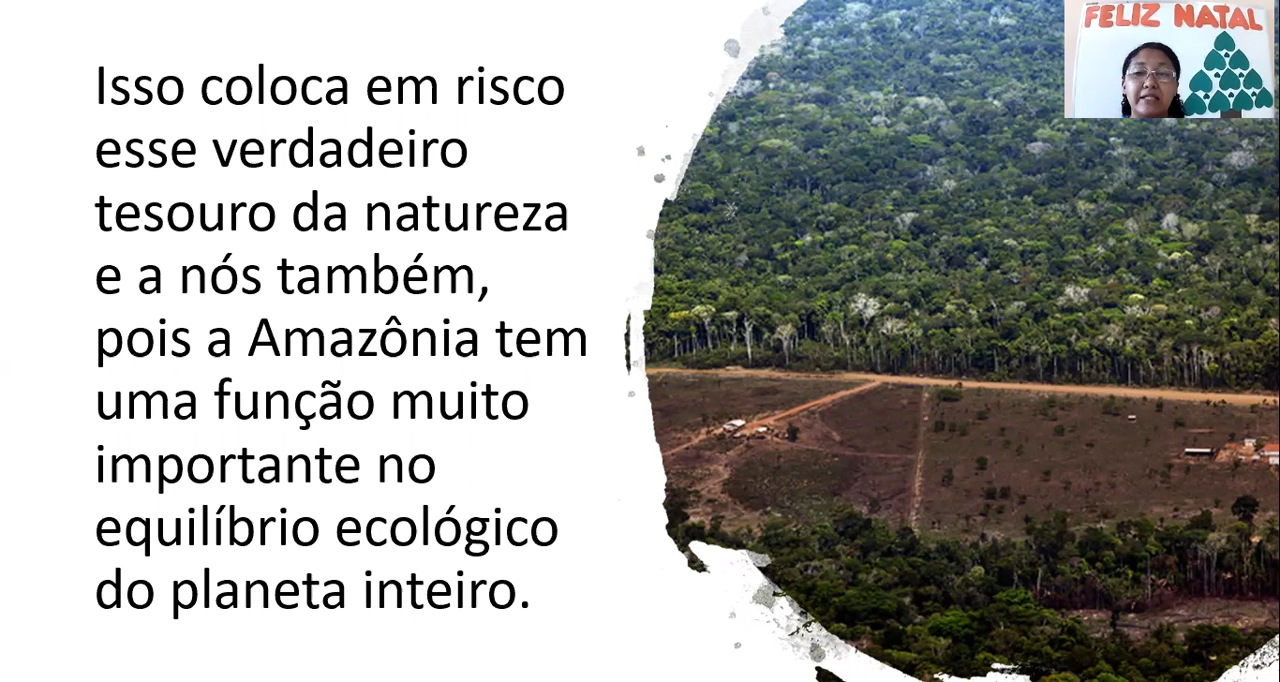 Isso coloca em risco
esse verdadeiro
tesouro da natureza
e a nós também,
pois a Amazônia tem
uma função muito
importante no
equilíbrio ecológico
do planeta inteiro.
FELIZ NATAL